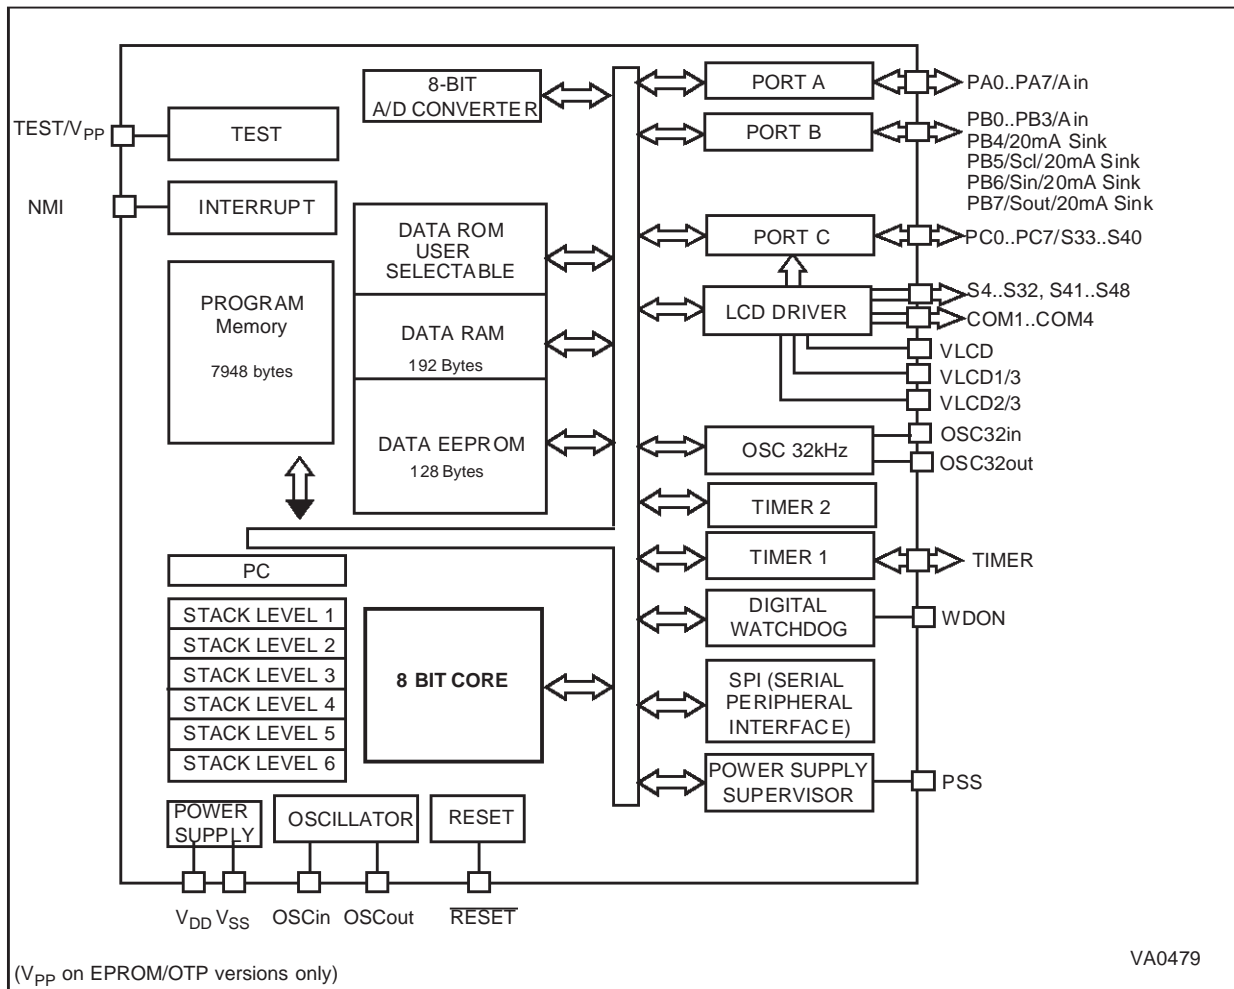 8-BIT
A/D CONVERTER
PORT A
PA0..PA7/Ain
TEST/VPP
TEST
PORT B
PB0..PB3/Ain
PB4/20mA Sink
PB5/Scl/20mA Sink
PB6/Sin/20mA Sink
PB7/Sout/20mA Sink
NMI
INTERRUPT
DATA ROM
USER
SELECTABLE
PORT C
PC0..PC7/S33..S40
PROGRAM
Memory
7948 bytes
DATA RAM
192 Bytes
LCD DRIVER
S4..S32, S41..S48
COM1..COM4
VLCD
VLCD1/3
VLCD2/3
DATA EEPROM
128 Bytes
OSC 32kHz
OSC32in
OSC32out
TIMER 2
TIMER 1
TIMER
PC
STACK LEVEL 1
STACK LEVEL 2
STACK LEVEL 3
STACK LEVEL 4
STACK LEVEL 5
STACK LEVEL 6
8 BIT CORE
DIGITAL
WATCHDOG
WDON
SPI (SERIAL
PERIPHERAL
INTERFACE)
POWER SUPPLY
SUPERVISOR
PSS
POWER
SUPPLY
OSCILLATOR
RESET
VDD VSS OSCin OSCout RESET
(VPP on EPROM/OTP versions only)
VA0479